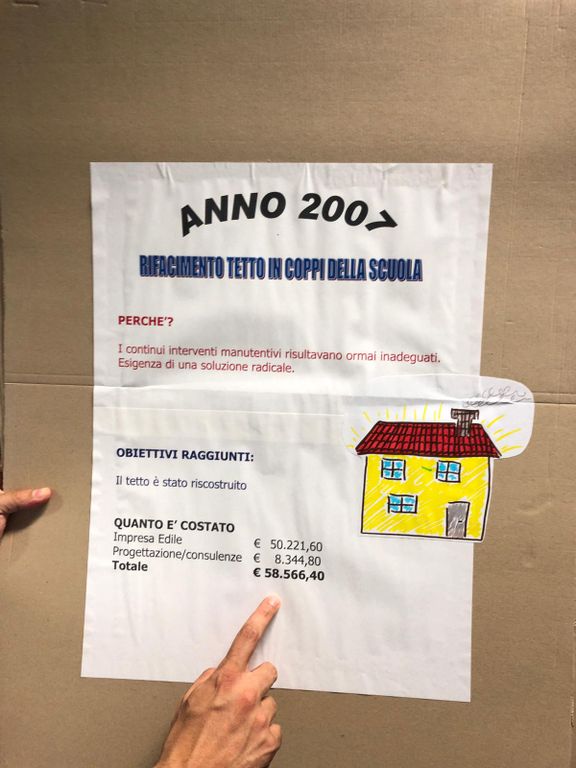 ANNO 2007
RIFACIMENTO TETTO IN COPPI DELLA SCUOLA
PERCHE'?
I continui interventi manutentivi risultavano ormai inadeguati.
Esigenza di una soluzione radicale.
OBIETTIVI RAGGIUNTI:
Il tetto è stato riscostruito
QUANTO E' COSTATO
Impresa Edile € 50.221,60
Progettazione/consulenze € 8.344,80
Totale € 58.566,40